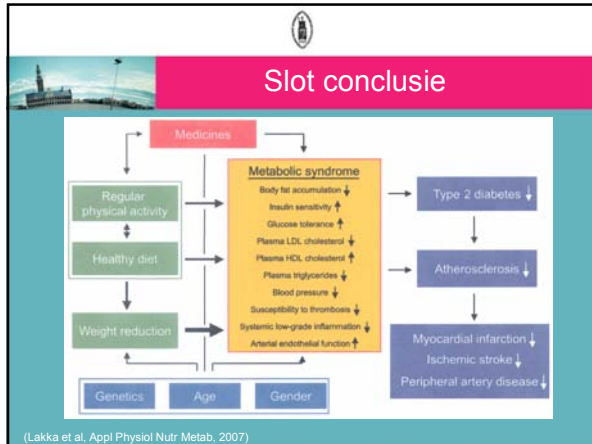 Slot conclusie
Medicines
Regular
physical activity
Healthy diet
Weight reduction
Metabolic syndrome
Body fat accumulation ↓
Insulin sensitivity ↑
Glucose tolerance ↑
Plasma LDL cholesterol ↓
Plasma HDL cholesterol ↑
Plasma triglycerides ↓
Blood pressure ↓
Susceptibility to thrombosis ↓
Systemic low-grade inflammation ↓
Arterial endothelial function ↑
Type 2 diabetes ↓
Atherosclerosis ↓
Myocardial infarction ↓
Ischemic stroke ↓
Peripheral artery disease ↓
Genetics
Age
Gender
(Lakka et al, Appl Physiol Nutr Metab, 2007)